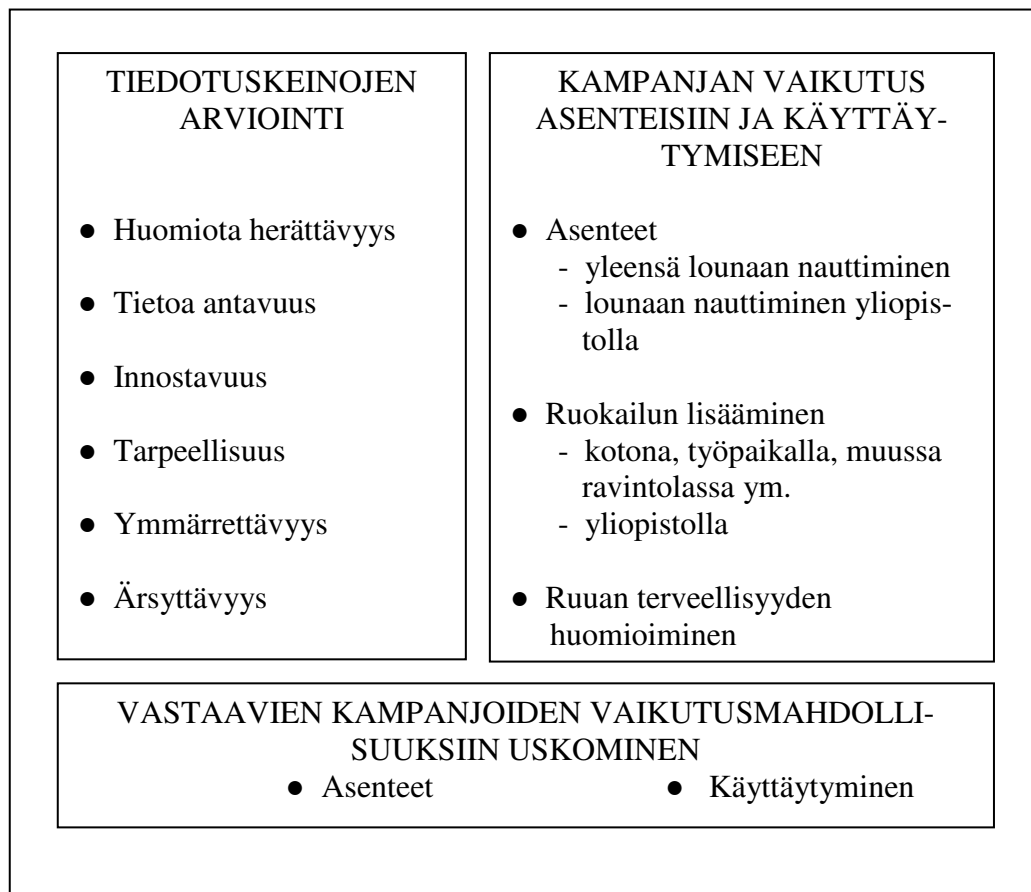 TIEDOTUSKEINOJEN
ARVIOINTI
● Huomiota herättävyys
● Tietoa antavuus
● Innostavuus
● Tarpeellisuus
● Ymmärrettävyys
● Ärsyttävyys
KAMPANJAN VAIKUTUS
ASENTEISIIN JA KÄYTTÄY-
TYMISEEN
● Asenteet
- yleensä lounaan nauttiminen
- lounaan nauttiminen yliopis-
tolla
● Ruokailun lisääminen
- kotona, työpaikalla, muussa
ravintolassa ym.
- yliopistolla
● Ruuan terveellisyyden
huomioiminen
VASTAAVIEN KAMPANJOIDEN VAIKUTUSMAHDOLLI-
SUUKSIIN USKOMINEN
● Asenteet ● Käyttäytyminen